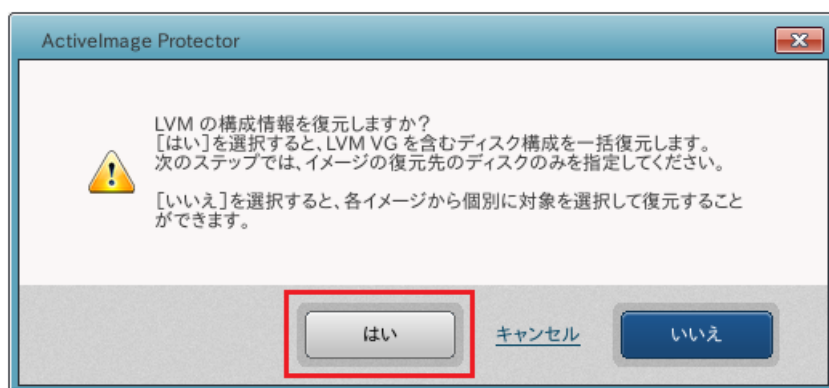 ActiveImage Protector
LVM の構成情報を復元しますか？
[はい]を選択すると、LVM VG を含むディスク構成を一括復元します。
次のステップでは、イメージの復元先のディスクのみを指定してください。
[いいえ]を選択すると、各イメージから個別に対象を選択して復元すること
ができます。
はい キャンセル いいえ